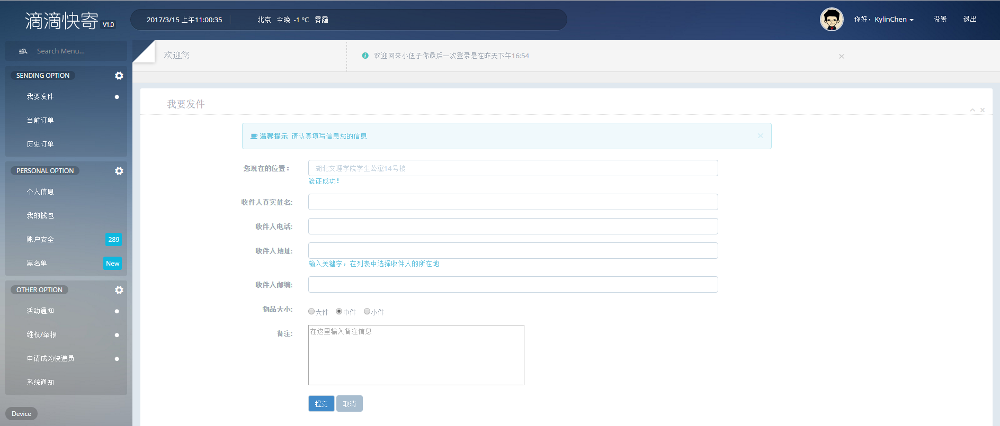 滴滴快寄 V1.0
2017/3/15 上午11:00:35 北京 今晚 -1 °C 雾霾
你好，KylinChen 设置 退出
Search Menu...
SENDING OPTION
我要发件
当前订单
历史订单
PERSONAL OPTION
个人信息
我的钱包
账户安全 289
黑名单 New
OTHER OPTION
活动通知
维权/举报
申请成为快递员
系统通知
Device
欢迎您
欢迎回来小伍子你最后一次登录是在昨天下午16:54
我要发件
温馨提示 请认真填写信息您的信息
您现在的位置： 湖北文理学院学生公寓14号楼
验证成功!
收件人真实姓名:
收件人电话:
收件人地址:
输入关键字，在列表中选择收件人的所在地
收件人邮编:
物品大小: 大件 中件 小件
备注: 在这里输入备注信息
提交 取消